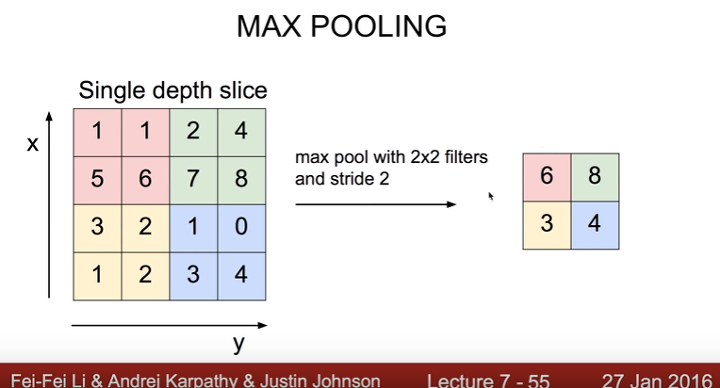 MAX POOLING
Single depth slice
x
1 1 2 4
5 6 7 8
3 2 1 0
1 2 3 4
y
max pool with 2x2 filters
and stride 2
6 8
3 4
Fei-Fei Li & Andrej Karpathy & Justin Johnson
Lecture 7 - 55
27 Jan 2016